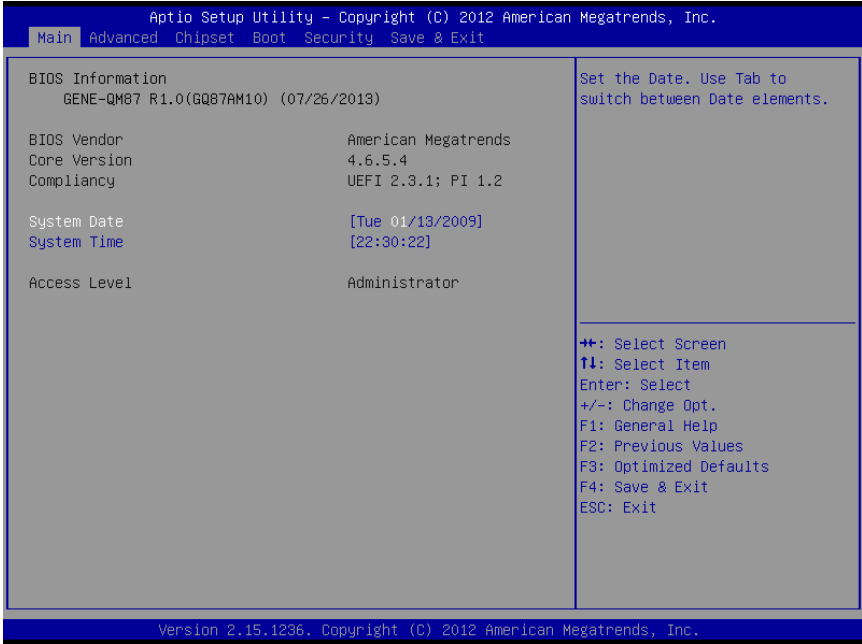 Aptio Setup Utility – Copyright (C) 2012 American Megatrends, Inc.
Main Advanced Chipset Boot Security Save & Exit
BIOS Information
GENE-QM87 R1.0(GQ87AM10) (07/26/2013)
BIOS Vendor American Megatrends
Core Version 4.6.5.4
Compliancy UEFI 2.3.1; PI 1.2
System Date [Tue 01/13/2009]
System Time [22:30:22]
Access Level Administrator
Set the Date. Use Tab to
switch between Date elements.
→←: Select Screen
↑↓: Select Item
Enter: Select
+/-: Change Opt.
F1: General Help
F2: Previous Values
F3: Optimized Defaults
F4: Save & Exit
ESC: Exit
Version 2.15.1236. Copyright (C) 2012 American Megatrends, Inc.